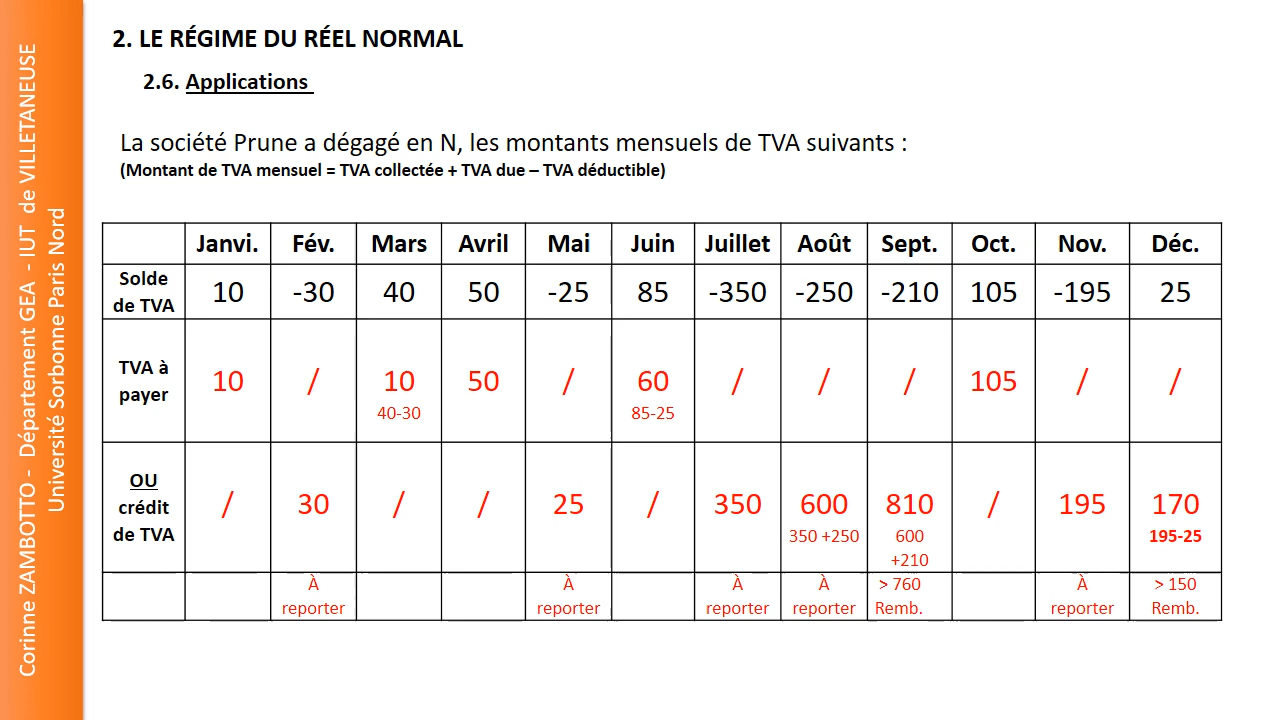 Corinne ZAMBOTTO - Département GEA - IUT de VILLETANEUSE
Université Sorbonne Paris Nord
2. LE RÉGIME DU RÉEL NORMAL
2.6. Applications
La société Prune a dégagé en N, les montants mensuels de TVA suivants :
(Montant de TVA mensuel = TVA collectée + TVA due – TVA déductible)
Janvi. Fév. Mars Avril Mai Juin Juillet Août Sept. Oct. Nov. Déc.
Solde
de TVA
10 -30 40 50 -25 85 -350 -250 -210 105 -195 25
TVA à
payer
10 / 10 50 / 60 / / / 105 / /
40-30 85-25
OU
crédit
de TVA
/ 30 / / 25 / 350 600 810 / 195 170
350 +250 600 195-25
+210
À À À À > 760 À > 150
reporter reporter reporter reporter Remb. reporter Remb.